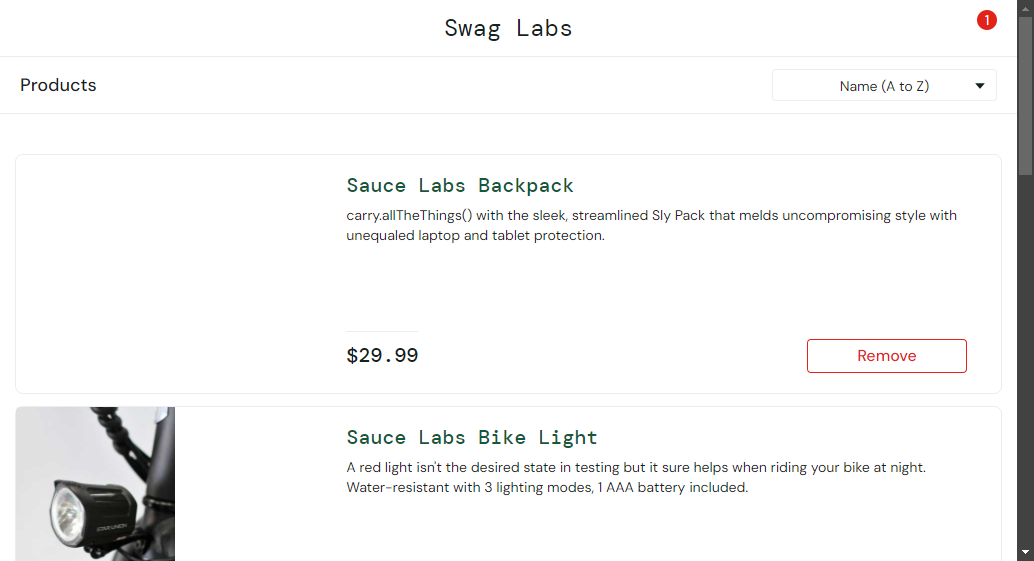 Swag Labs
1
Products
Name (A to Z)
Sauce Labs Backpack
carry.allTheThings() with the sleek, streamlined Sly Pack that melds uncompromising style with
unequaled laptop and tablet protection.
$29.99
Remove
Sauce Labs Bike Light
A red light isn't the desired state in testing but it sure helps when riding your bike at night.
Water-resistant with 3 lighting modes, 1 AAA battery included.